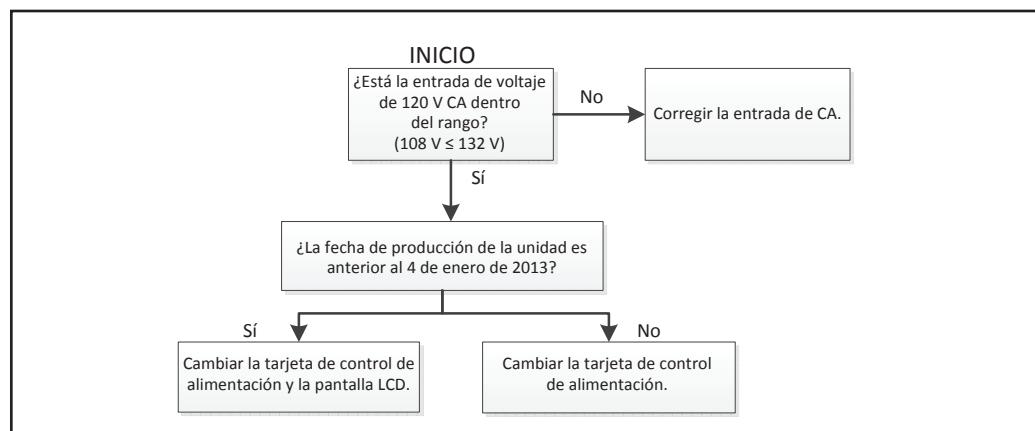 INICIO
¿Está la entrada de voltaje
de 120 V CA dentro
del rango?
(108 V ≤ 132 V)
No
Corregir la entrada de CA.
Sí
¿La fecha de producción de la unidad es
anterior al 4 de enero de 2013?
Sí
No
Cambiar la tarjeta de control de
alimentación y la pantalla LCD.
Cambiar la tarjeta de control
de alimentación.